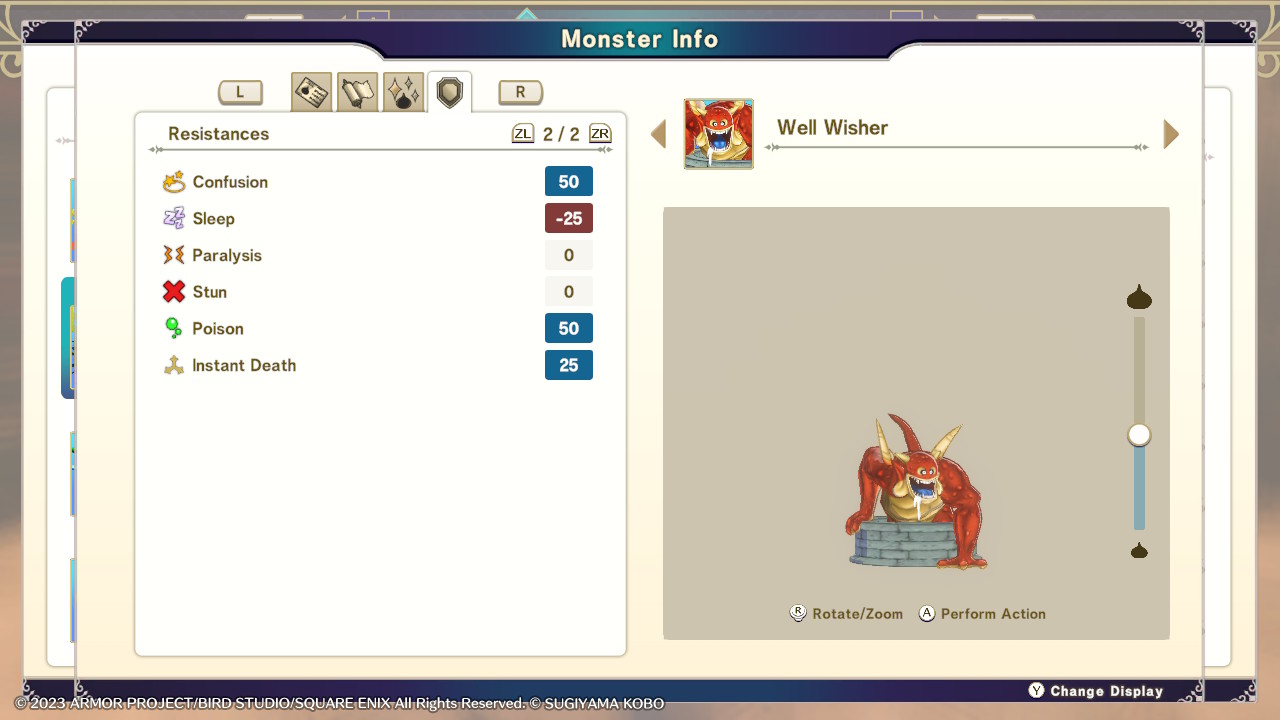 Monster Info
L
R
Resistances
ZL 2 / 2 ZR
Confusion 50
Sleep -25
Paralysis 0
Stun 0
Poison 50
Instant Death 25
Well Wisher
R Rotate/Zoom A Perform Action
Y Change Display
© 2023 ARMOR PROJECT/BIRD STUDIO/SQUARE ENIX All Rights Reserved. © SUGIYAMA KOBO